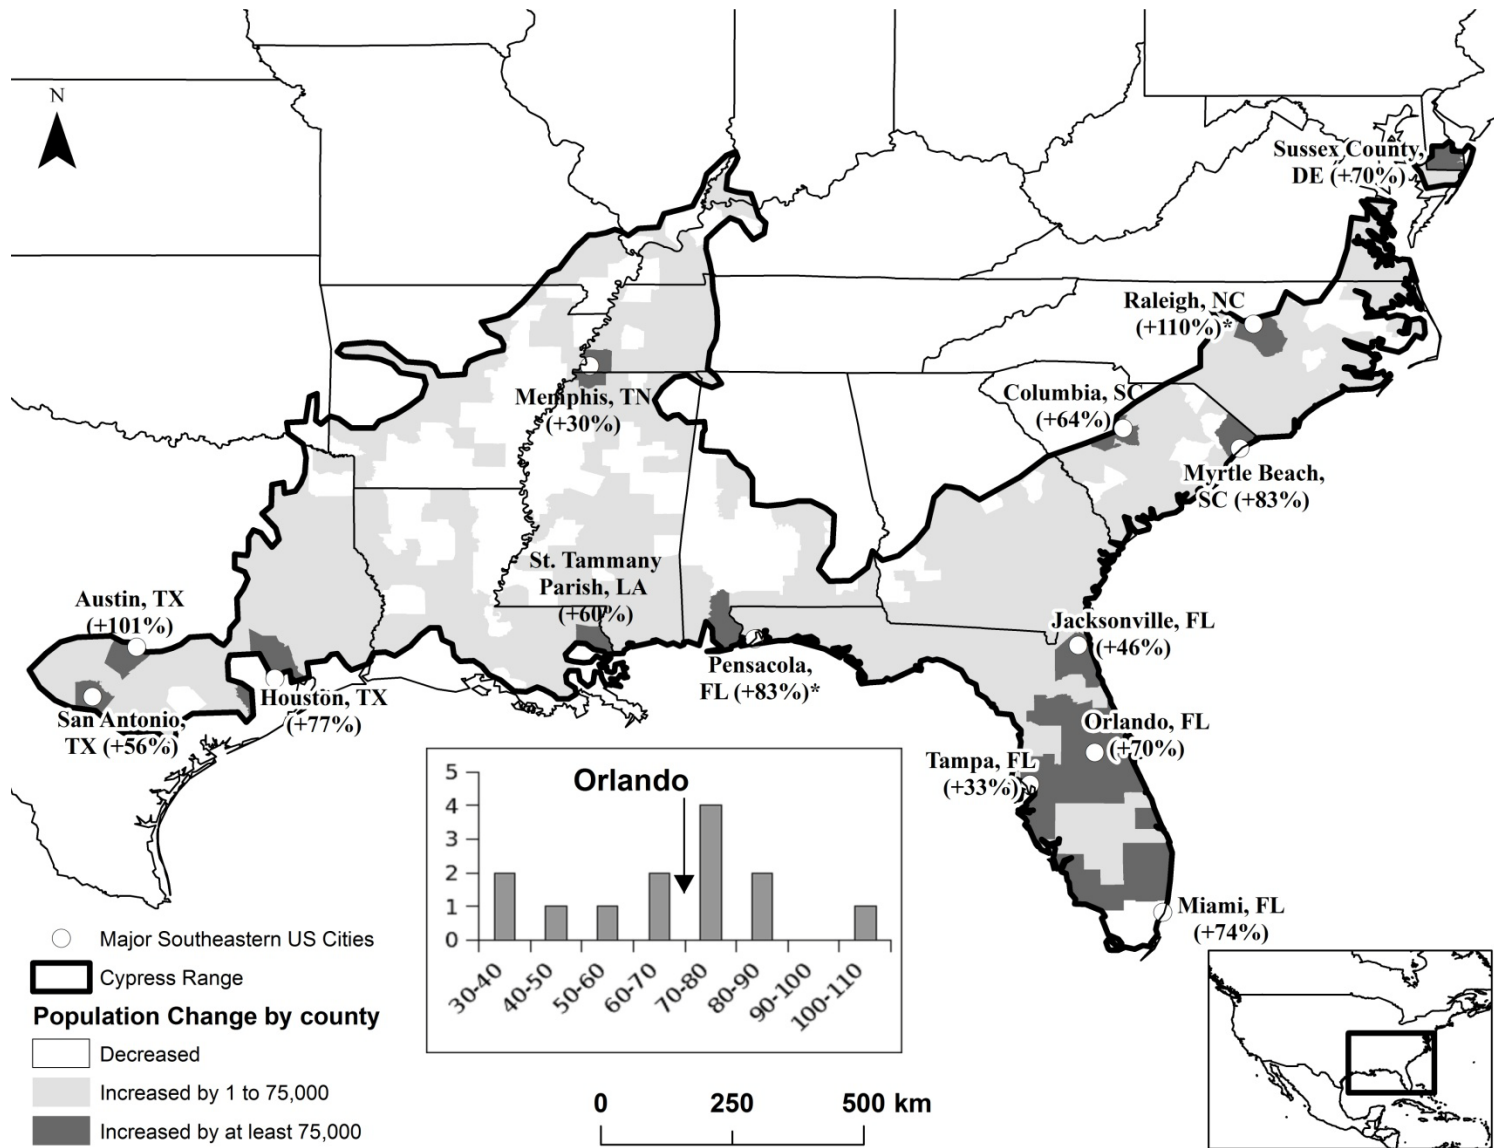 N
Sussex County,
DE (+70%)
Raleigh, NC
(+110%)*
Memphis, TN
(+30%)
Columbia, SC
(+64%)
Myrtle Beach,
SC (+83%)
St. Tammany
Parish, LA
(+60%)
Austin, TX
(+101%)
Jacksonville, FL
(+46%)
Pensacola,
FL (+83%)*
Houston, TX
(+77%)
San Antonio,
TX (+56%)
Orlando, FL
(+70%)
Tampa, FL
(+33%)
Miami, FL
(+74%)
Orlando
5
4
3
2
1
0
30-40
40-50
50-60
60-70
70-80
80-90
90-100
100-110
Major Southeastern US Cities
Cypress Range
Population Change by county
Decreased
Increased by 1 to 75,000
Increased by at least 75,000
0 250 500 km